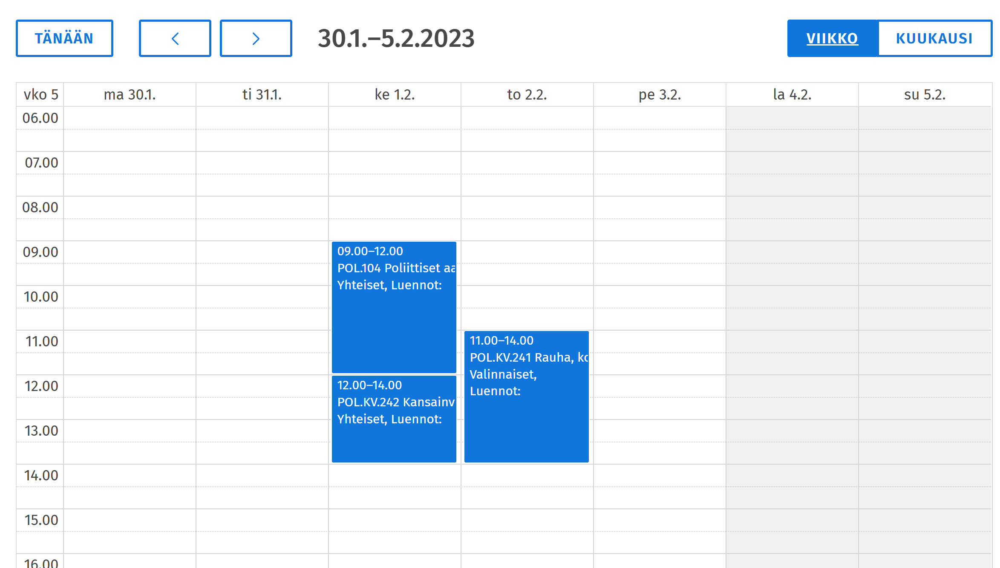 TÄNÄÄN
30.1.–5.2.2023
VIIKKO KUUKAUSI
vko 5 ma 30.1. ti 31.1. ke 1.2. to 2.2. pe 3.2. la 4.2. su 5.2.
06.00
07.00
08.00
09.00
09.00–12.00
POL.104 Poliittiset aa
Yhteiset, Luennot:
10.00
11.00
11.00–14.00
POL.KV.241 Rauha, ko
Valinnaiset,
Luennot:
12.00
12.00–14.00
POL.KV.242 Kansainv
Yhteiset, Luennot:
13.00
14.00
15.00
16.00